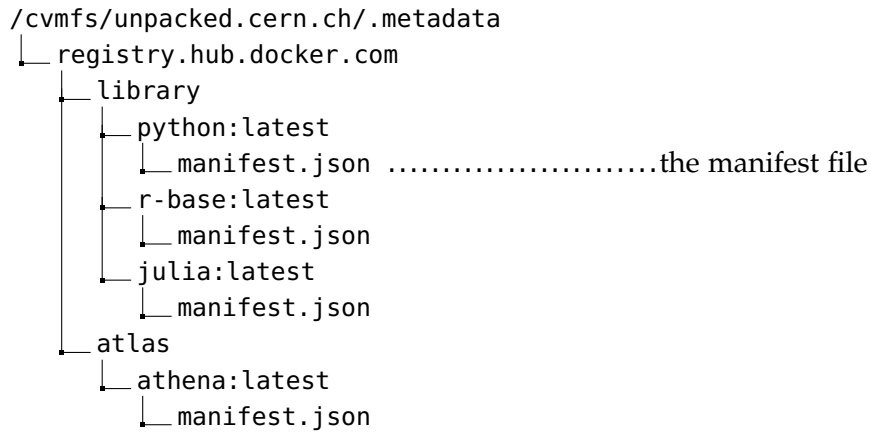 /cvmfs/unpacked.cern.ch/.metadata
registry.hub.docker.com
library
python:latest
manifest.json .........................the manifest file
r-base:latest
manifest.json
julia:latest
manifest.json
atlas
athena:latest
manifest.json